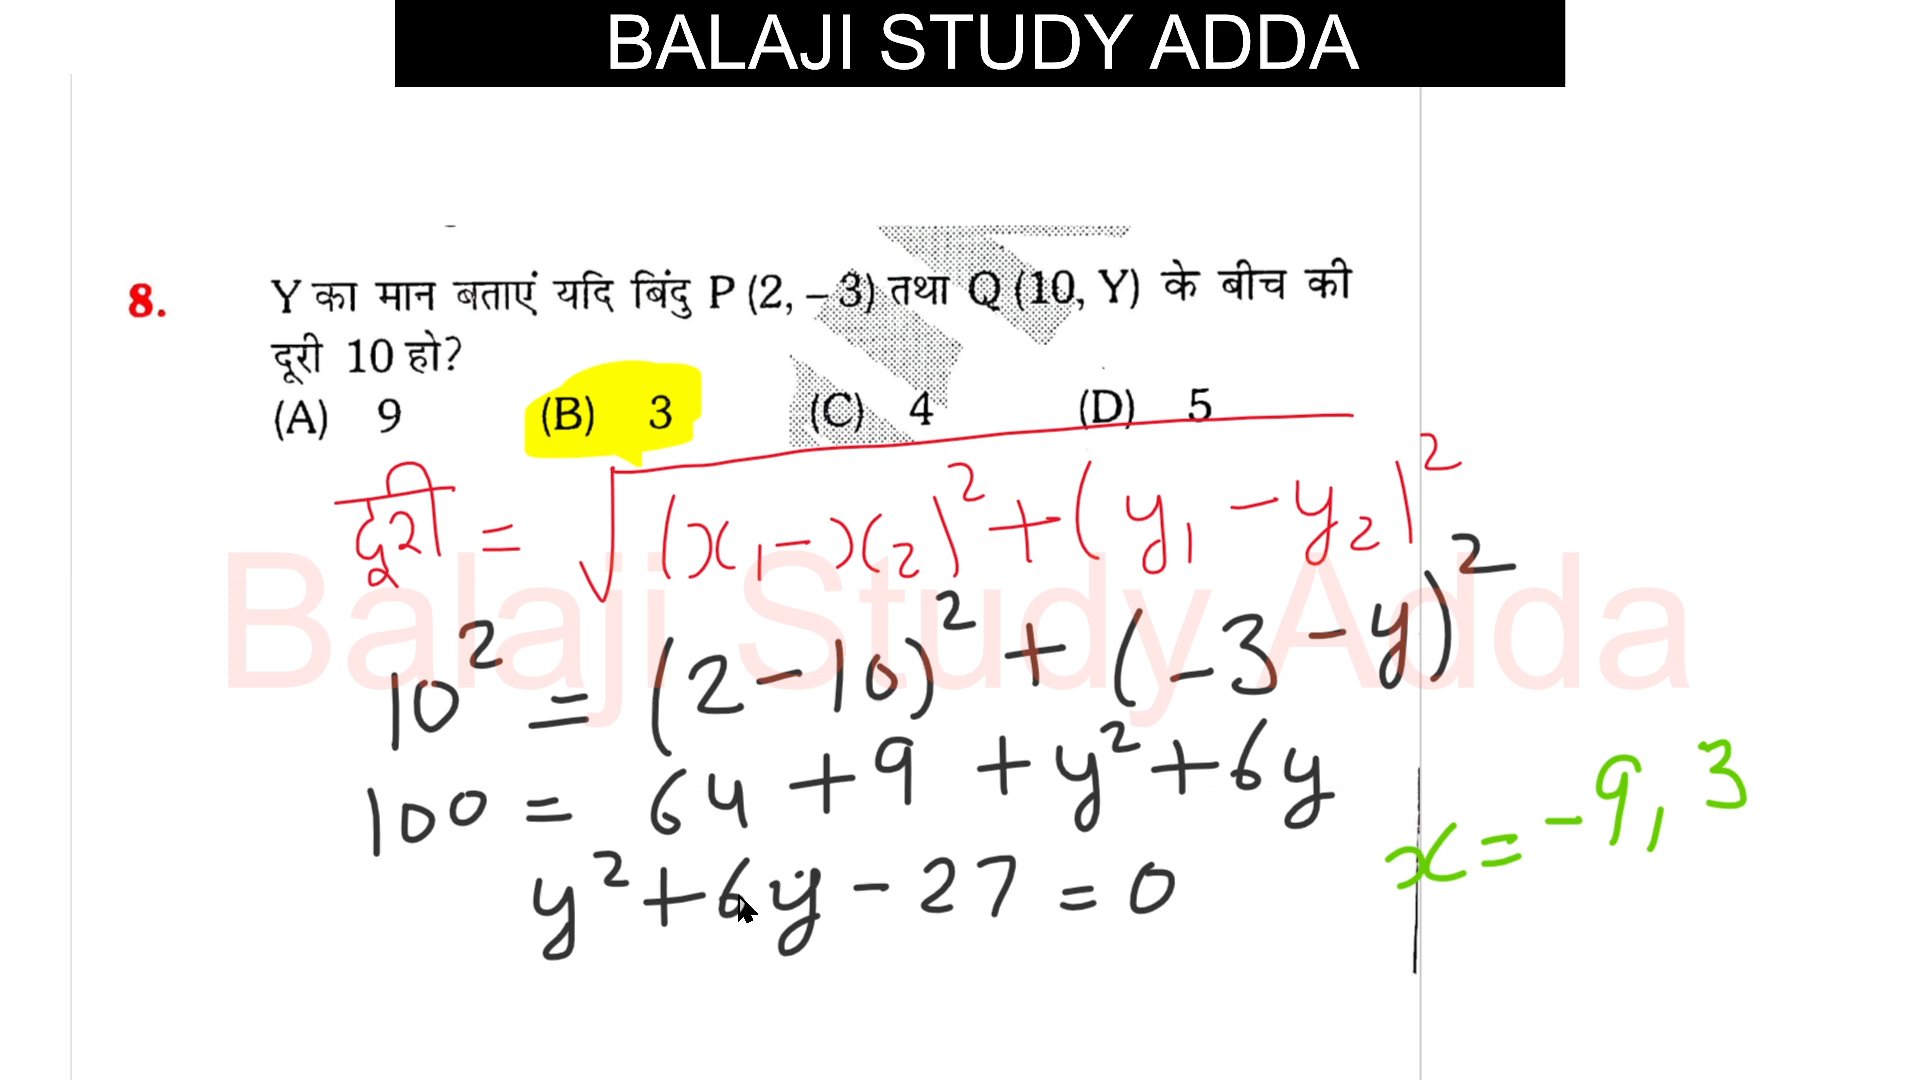 BALAJI STUDY ADDA
8. Y का मान बताएं यदि बिंदु P (2, – 3) तथा Q (10, Y) के बीच की
दूरी 10 हो?
(A) 9 (B) 3 (C) 4 (D) 5
दूरी = √(x₁ - x₂)² + (y₁ - y₂)²
Balaji Study Adda
10² = (2 - 10)² + (-3 - y)²
100 = 64 + 9 + y² + 6y
x = -9, 3
y² + 6y - 27 = 0